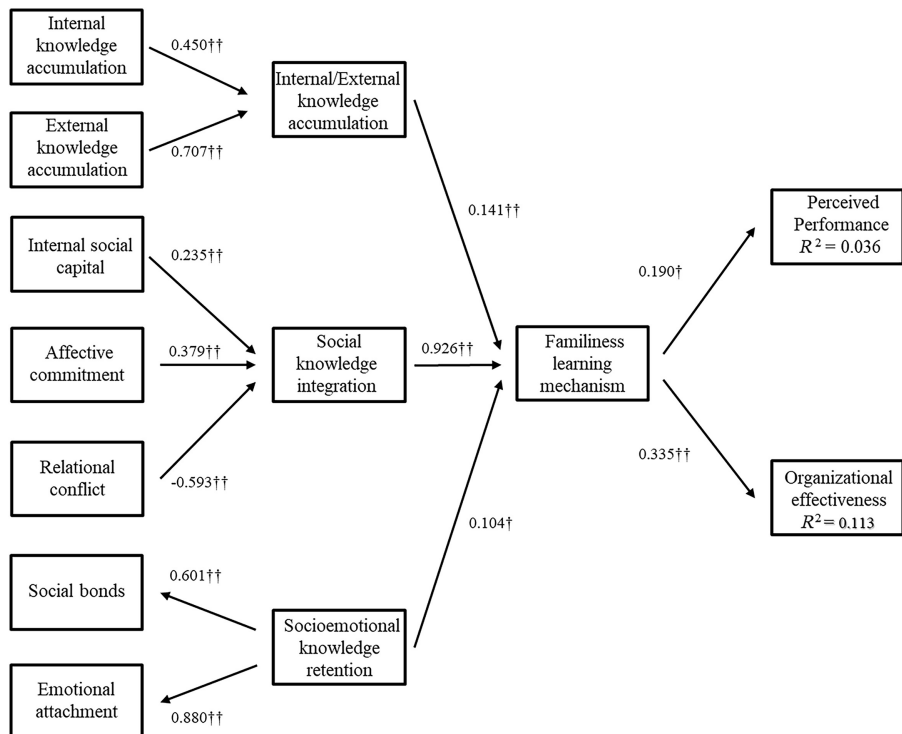 Internal
knowledge
accumulation
0.450††
External
knowledge
accumulation
0.707††
Internal/External
knowledge
accumulation
0.141††
Internal social
capital
0.235††
Affective
commitment
0.379††
Relational
conflict
-0.593††
Social
knowledge
integration
0.926††
Social bonds
0.601††
Emotional
attachment
0.880††
Socioemotional
knowledge
retention
0.104†
Familiness
learning
mechanism
0.190†
0.335††
Perceived
Performance
R² = 0.036
Organizational
effectiveness
R² = 0.113